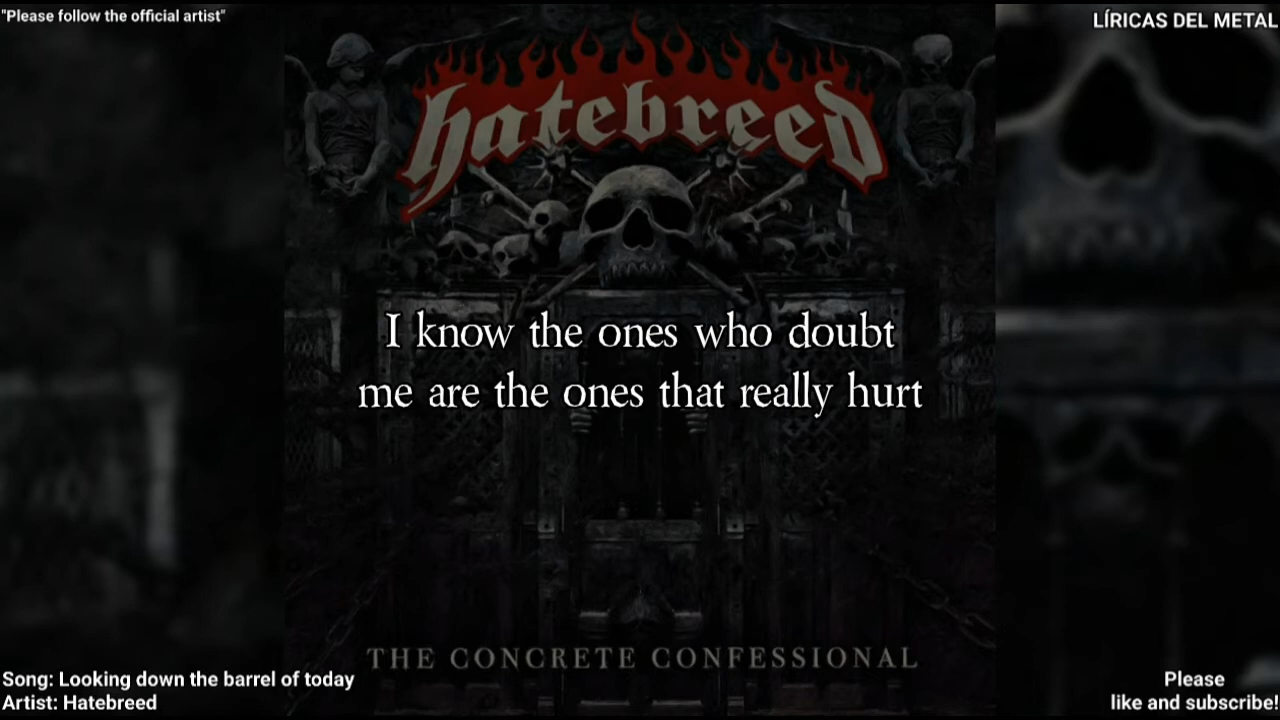 "Please follow the official artist"
LÍRICAS DEL METAL
hatebreed
I know the ones who doubt
me are the ones that really hurt
THE CONCRETE CONFESSIONAL
Song: Looking down the barrel of today
Artist: Hatebreed
Please
like and subscribe!